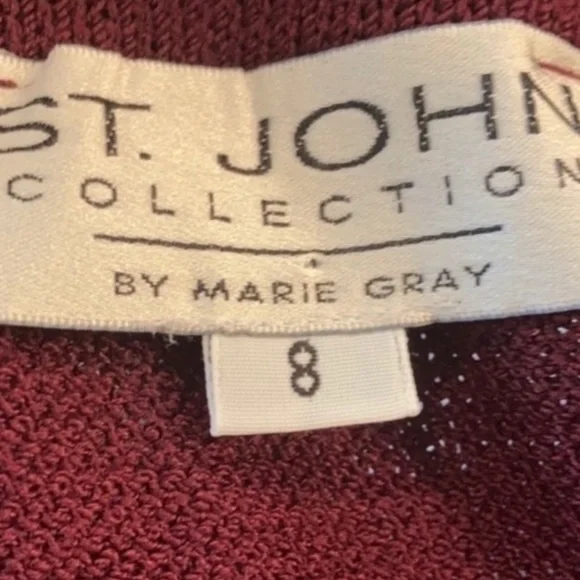 ST. JOHN
COLLECTION
BY MARIE GRAY
8